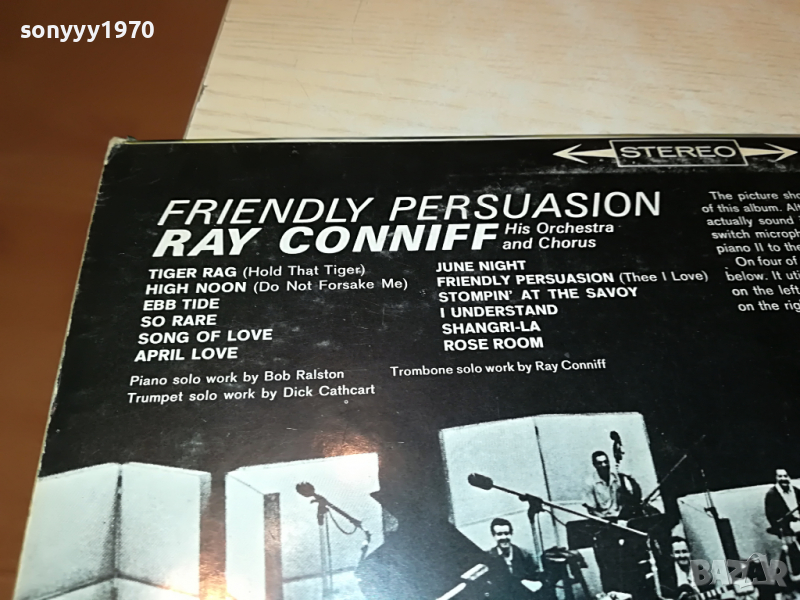 sonyyy1970
STEREO
FRIENDLY PERSUASION
RAY CONNIFF His Orchestra and Chorus
TIGER RAG (Hold That Tiger)
HIGH NOON (Do Not Forsake Me)
EBB TIDE
SO RARE
SONG OF LOVE
APRIL LOVE
JUNE NIGHT
FRIENDLY PERSUASION (Thee I Love)
STOMPIN' AT THE SAVOY
I UNDERSTAND
SHANGRI-LA
ROSE ROOM
Piano solo work by Bob Ralston
Trumpet solo work by Dick Cathcart
Trombone solo work by Ray Conniff
The picture sho
of this album. Alt
actually sound
switch microph
piano II to the
On four of
below. It uti
on the left
on the rig
BAZAR